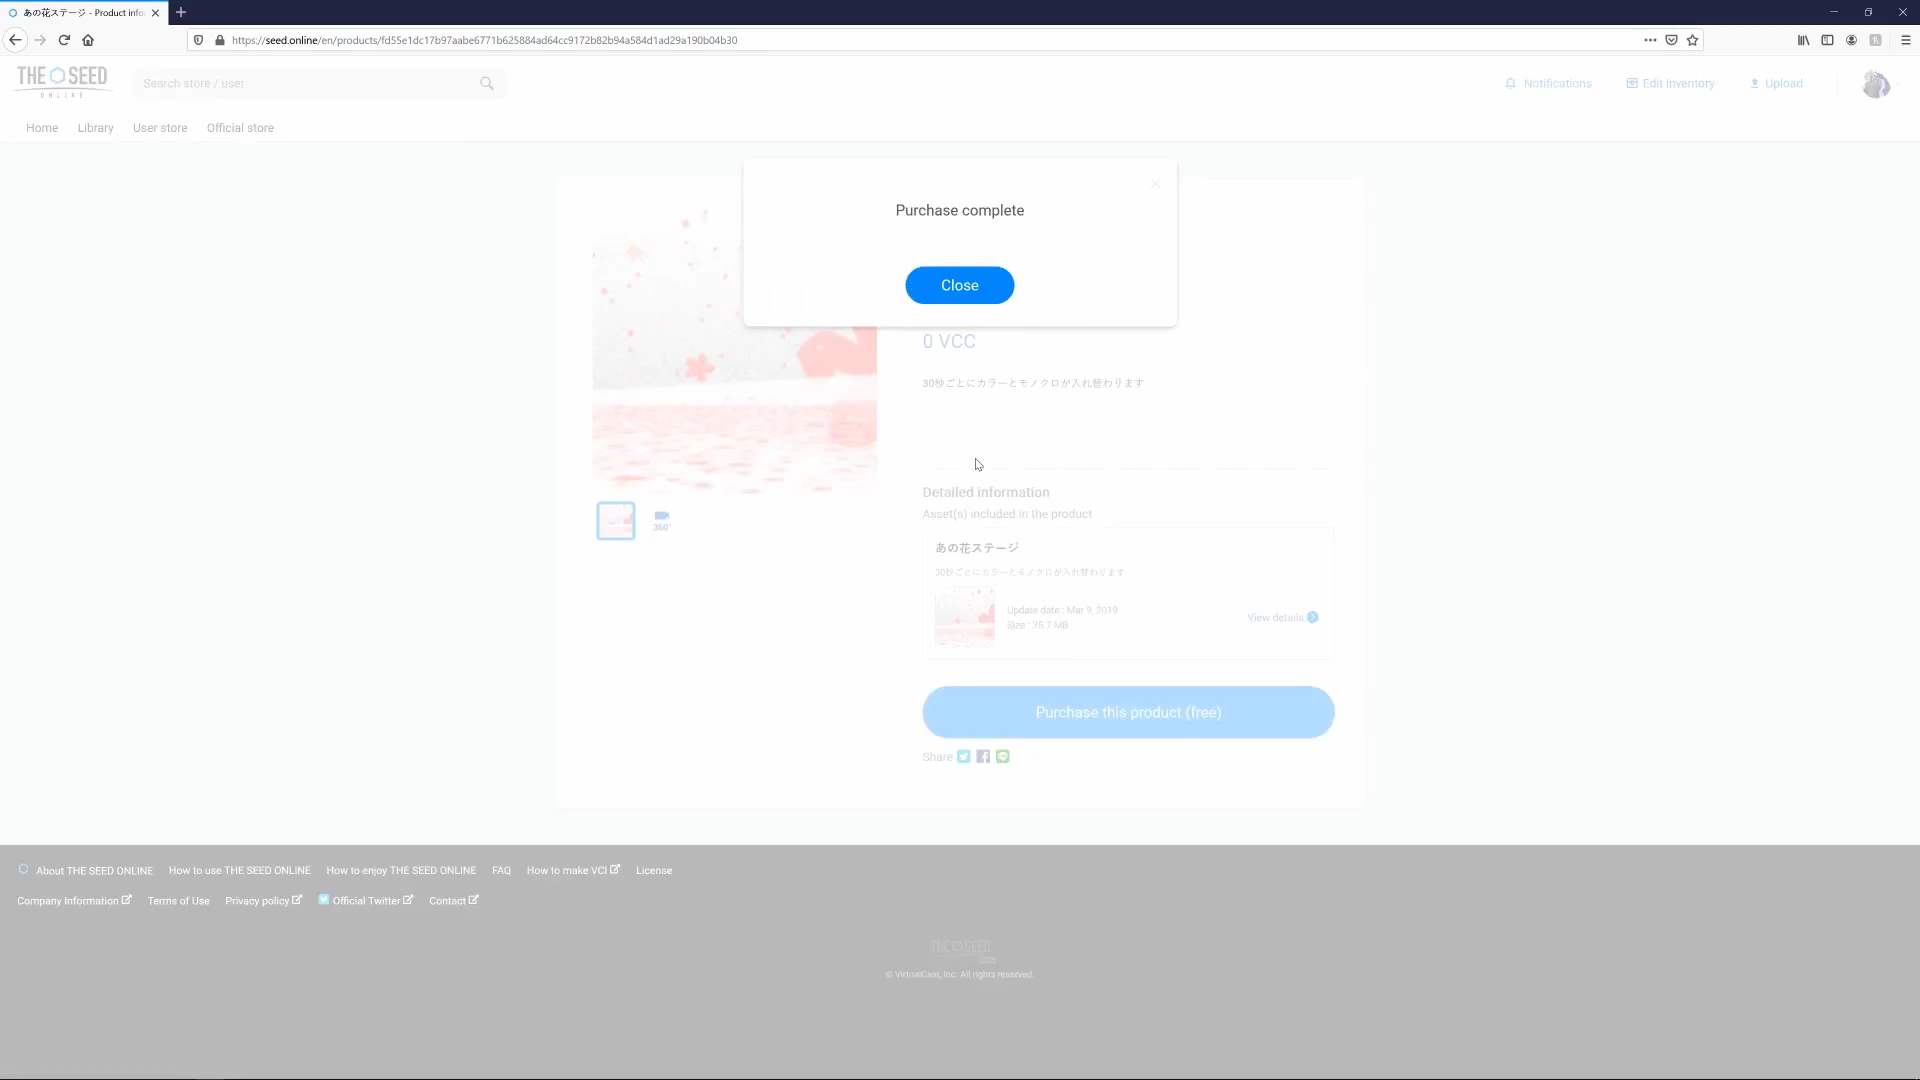 あの花ステージ - Product info
https://seed.online/en/products/fd55e1dc17b97aabe6771b625884ad64cc9172b82b94a584d1ad29a190b04b30
THE SEED
ONLINE
Search store / user
Notifications
Edit inventory
Upload
Home
Library
User store
Official store
Purchase complete
Close
0 VCC
30秒ごとにカラーとモノクロが入れ替わります
360°
Detailed information
Asset(s) included in the product
あの花ステージ
30秒ごとにカラーとモノクロが入れ替わります
Update date : Mar 9, 2019
Size : 35.7 MB
View details
Purchase this product (free)
Share
About THE SEED ONLINE
How to use THE SEED ONLINE
How to enjoy THE SEED ONLINE
FAQ
How to make VCI
License
Company Information
Terms of Use
Privacy policy
Official Twitter
Contact
THE SEED
© VirtualCast, Inc. All rights reserved.